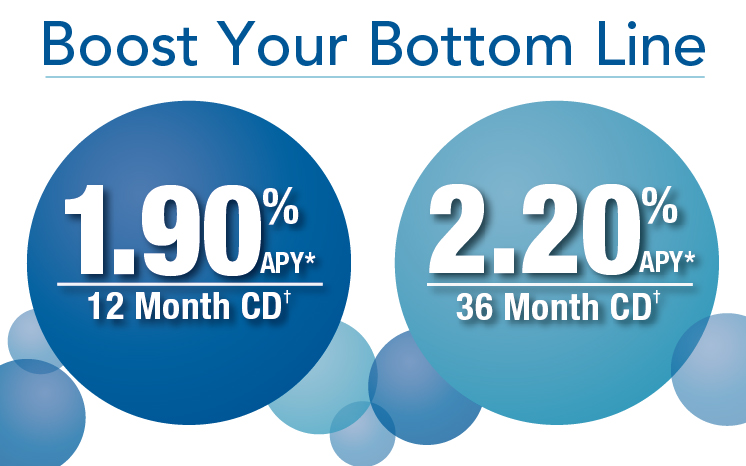 Boost Your Bottom Line
1.90% APY*
12 Month CD†
2.20% APY*
36 Month CD†